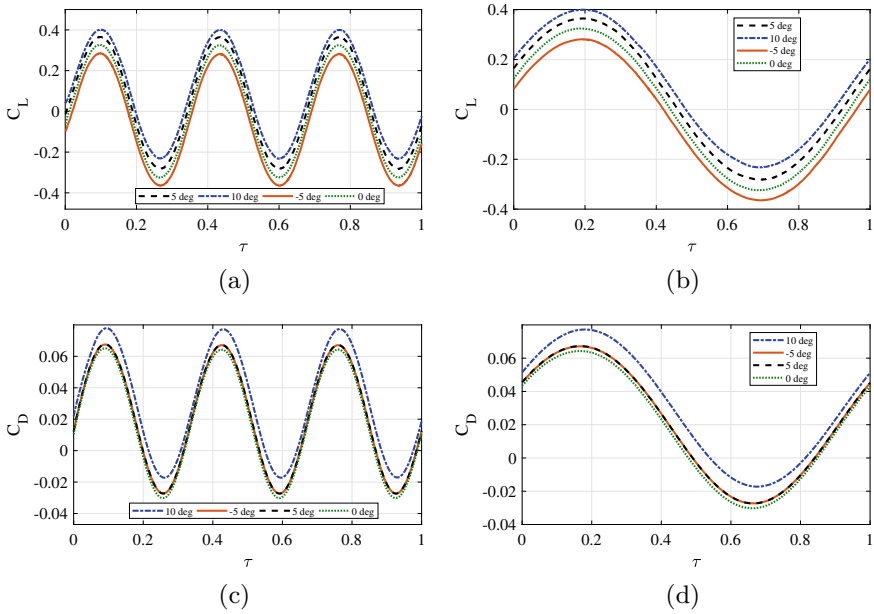 0.4
0.2
0
-0.2
-0.4
C_L
0 0.2 0.4 0.6 0.8 1
τ
5 deg 10 deg -5 deg 0 deg
(a)
0.4
0.2
0
-0.2
-0.4
C_L
0 0.2 0.4 0.6 0.8 1
τ
5 deg
10 deg
-5 deg
0 deg
(b)
0.06
0.04
0.02
0
-0.02
-0.04
C_D
0 0.2 0.4 0.6 0.8 1
τ
10 deg -5 deg 5 deg 0 deg
(c)
0.06
0.04
0.02
0
-0.02
-0.04
C_D
0 0.2 0.4 0.6 0.8 1
τ
10 deg
-5 deg
5 deg
0 deg
(d)